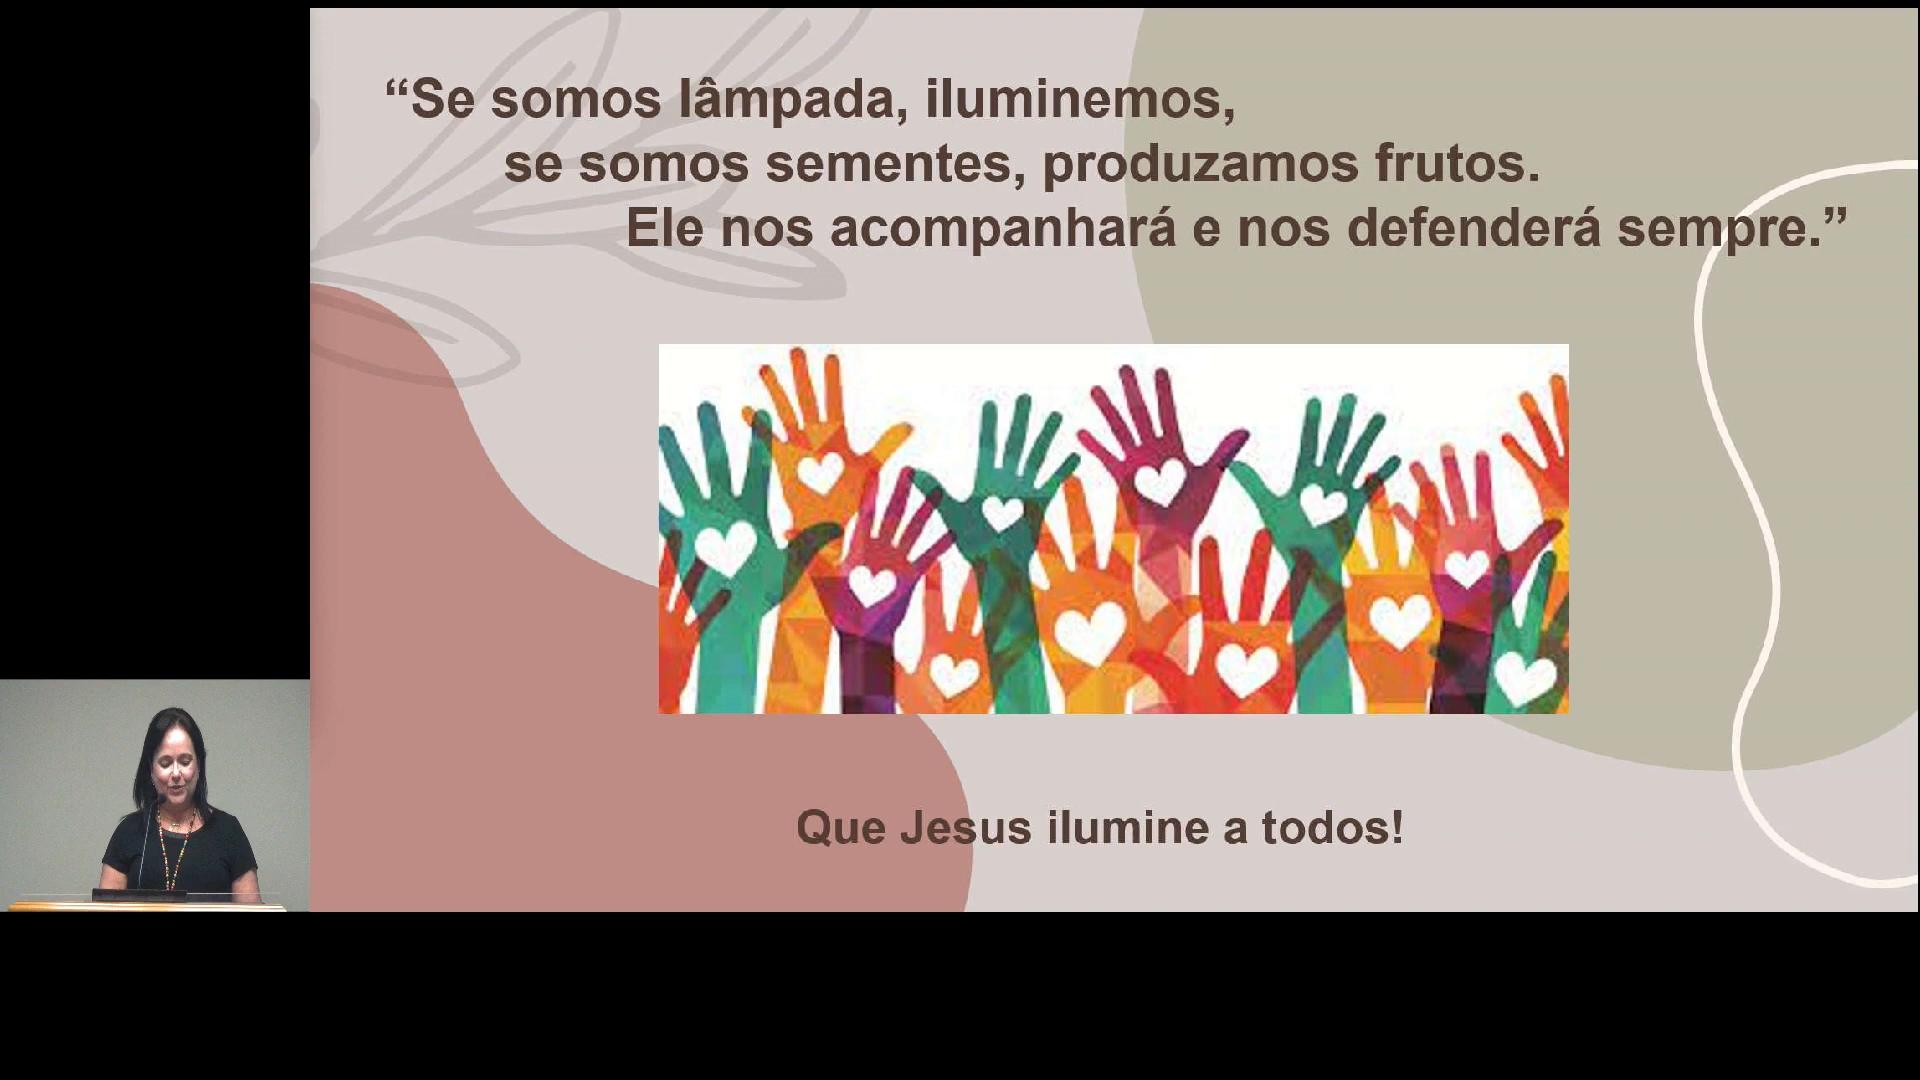 “Se somos lâmpada, iluminemos,
se somos sementes, produzamos frutos.
Ele nos acompanhará e nos defenderá sempre.”
Que Jesus ilumine a todos!